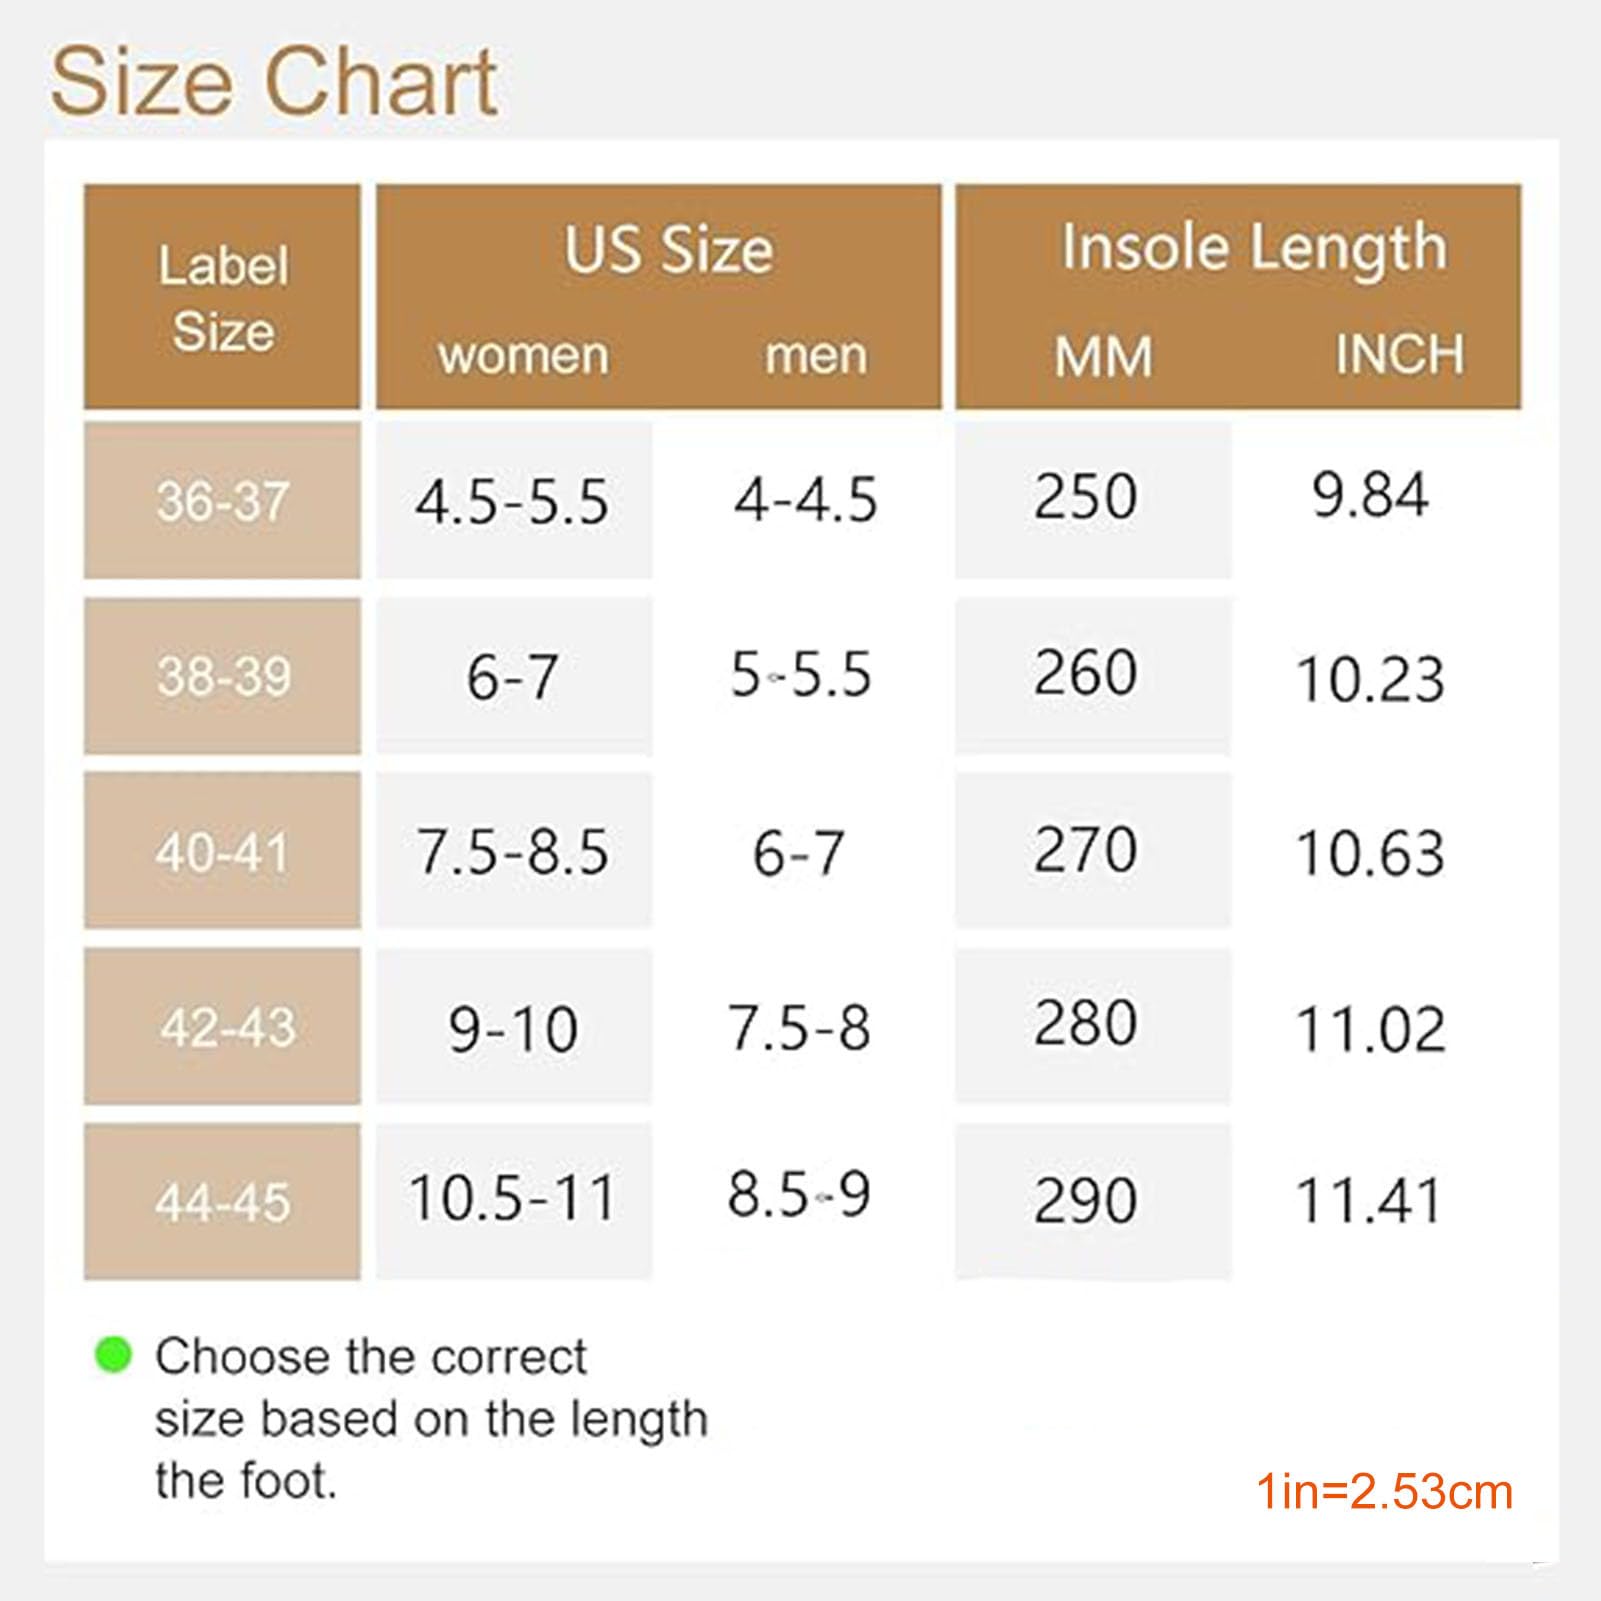 Size Chart
Label Size US Size Insole Length
women men MM INCH
36-37 4.5-5.5 4-4.5 250 9.84
38-39 6-7 5-5.5 260 10.23
40-41 7.5-8.5 6-7 270 10.63
42-43 9-10 7.5-8 280 11.02
44-45 10.5-11 8.5-9 290 11.41
Choose the correct
size based on the length
the foot.
1in=2.53cm